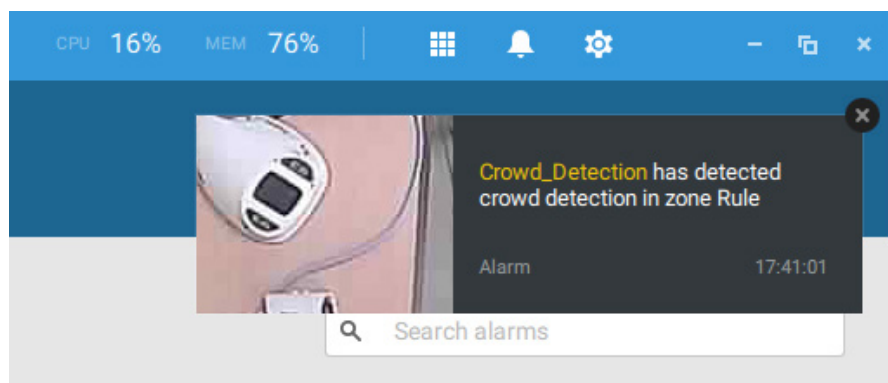 CPU 16% MEM 76%
Crowd_Detection has detected
crowd detection in zone Rule
Alarm 17:41:01
Search alarms